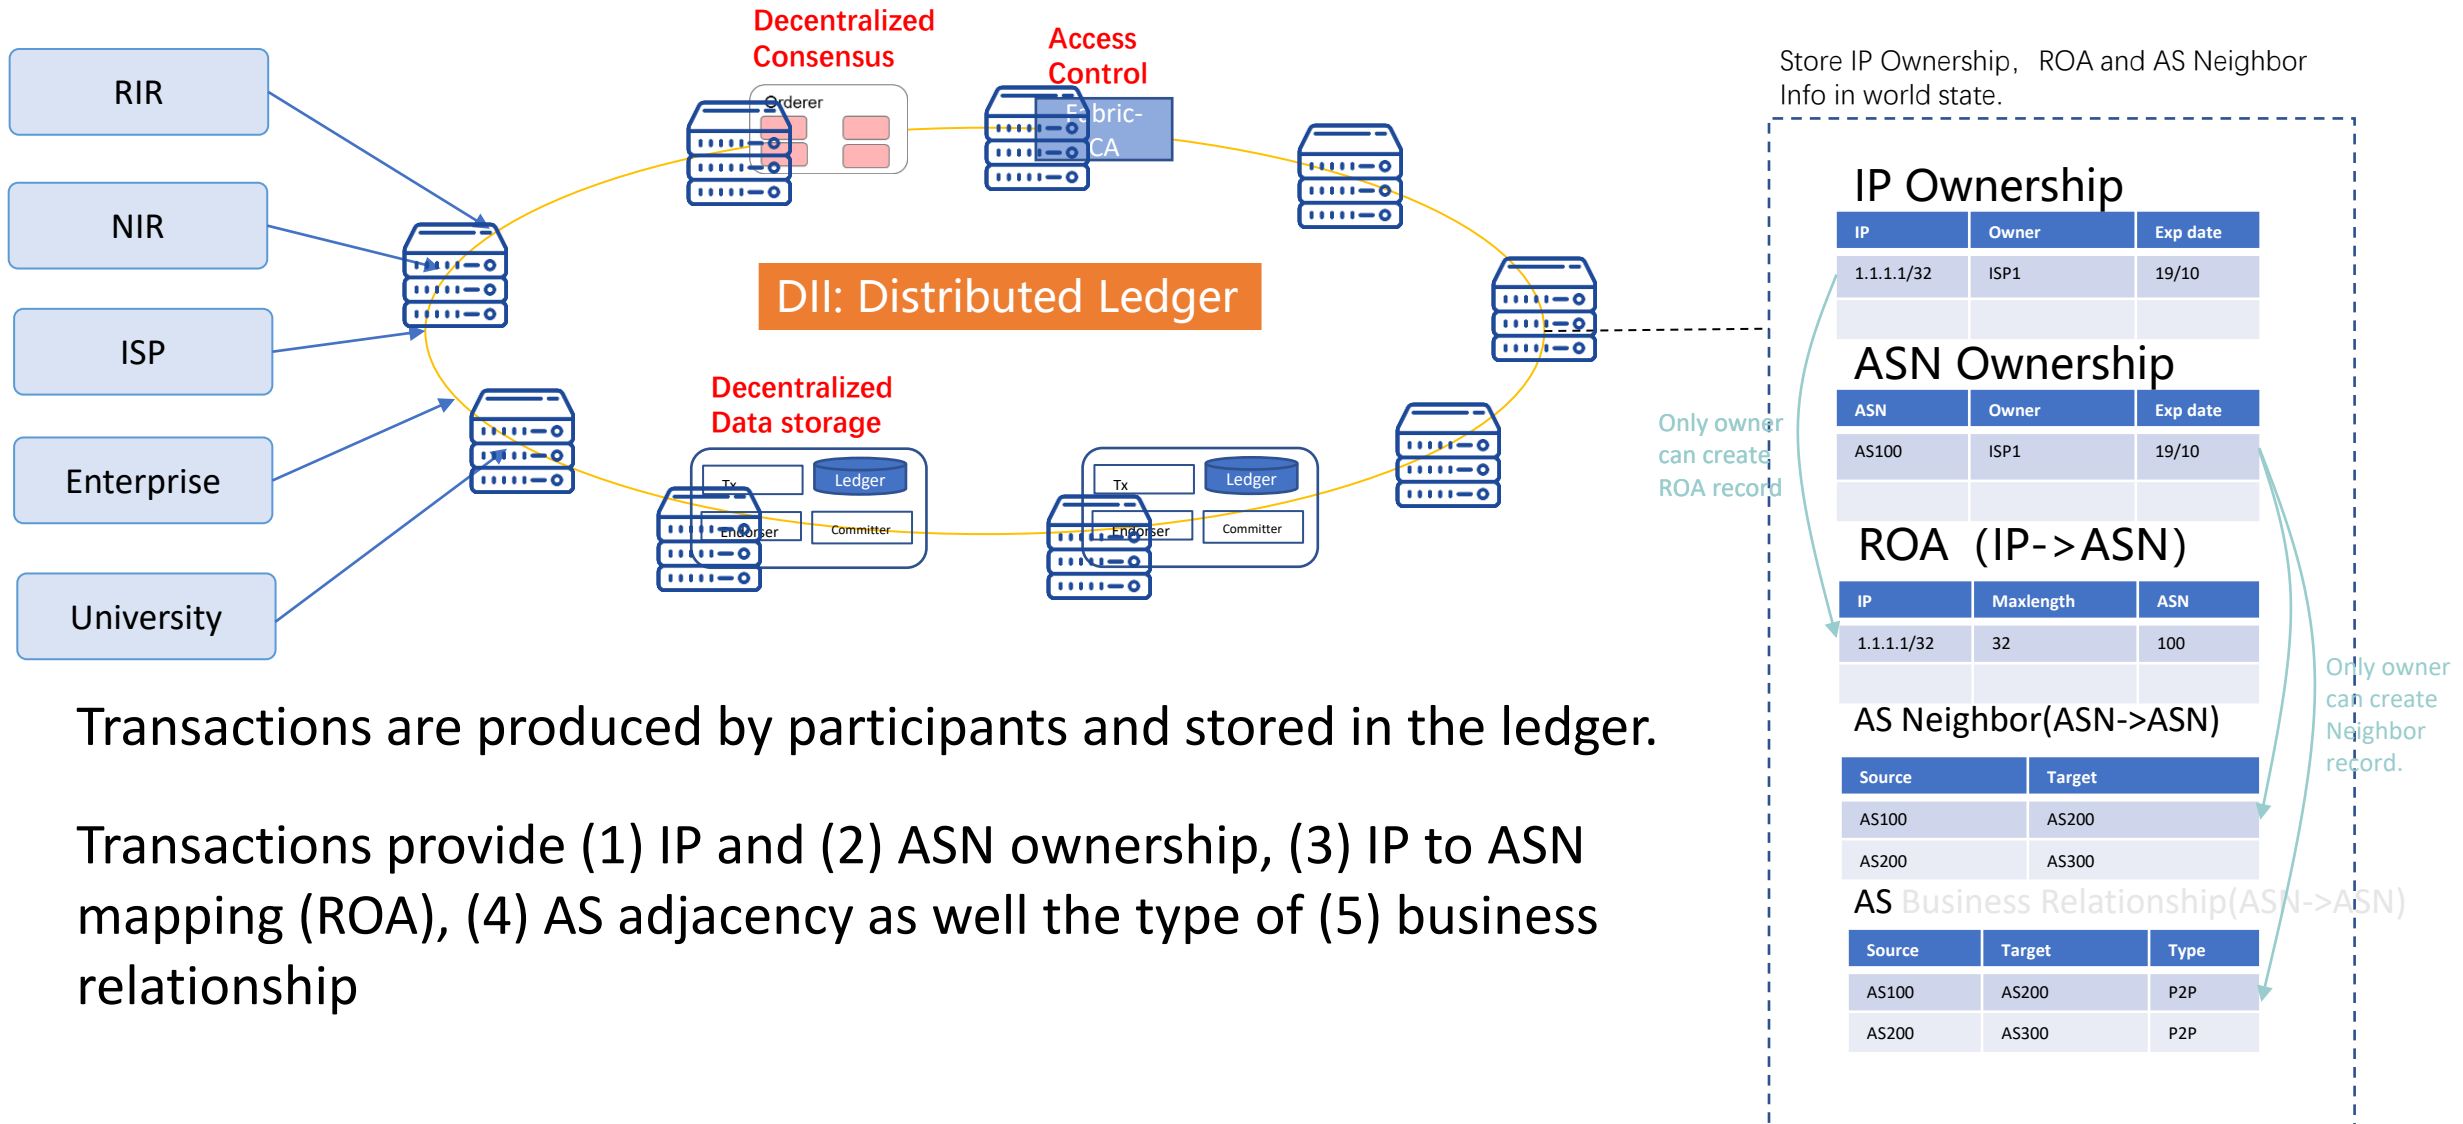 RIR
NIR
ISP
Enterprise
University
Decentralized
Consensus
Orderer
Access
Control
Fabric-
CA
DII: Distributed Ledger
Decentralized
Data storage
Tx
Ledger
Endorser
Committer
Tx
Ledger
Endorser
Committer
Transactions are produced by participants and stored in the ledger.
Transactions provide (1) IP and (2) ASN ownership, (3) IP to ASN
mapping (ROA), (4) AS adjacency as well the type of (5) business
relationship
Store IP Ownership, ROA and AS Neighbor
Info in world state.
IP Ownership
IP Owner Exp date
1.1.1.1/32 ISP1 19/10
ASN Ownership
ASN Owner Exp date
AS100 ISP1 19/10
Only owner
can create
ROA record
ROA (IP->ASN)
IP Maxlength ASN
1.1.1.1/32 32 100
AS Neighbor(ASN->ASN)
Source Target
AS100 AS200
AS200 AS300
Only owner
can create
Neighbor
record.
AS Business Relationship(ASN->ASN)
Source Target Type
AS100 AS200 P2P
AS200 AS300 P2P